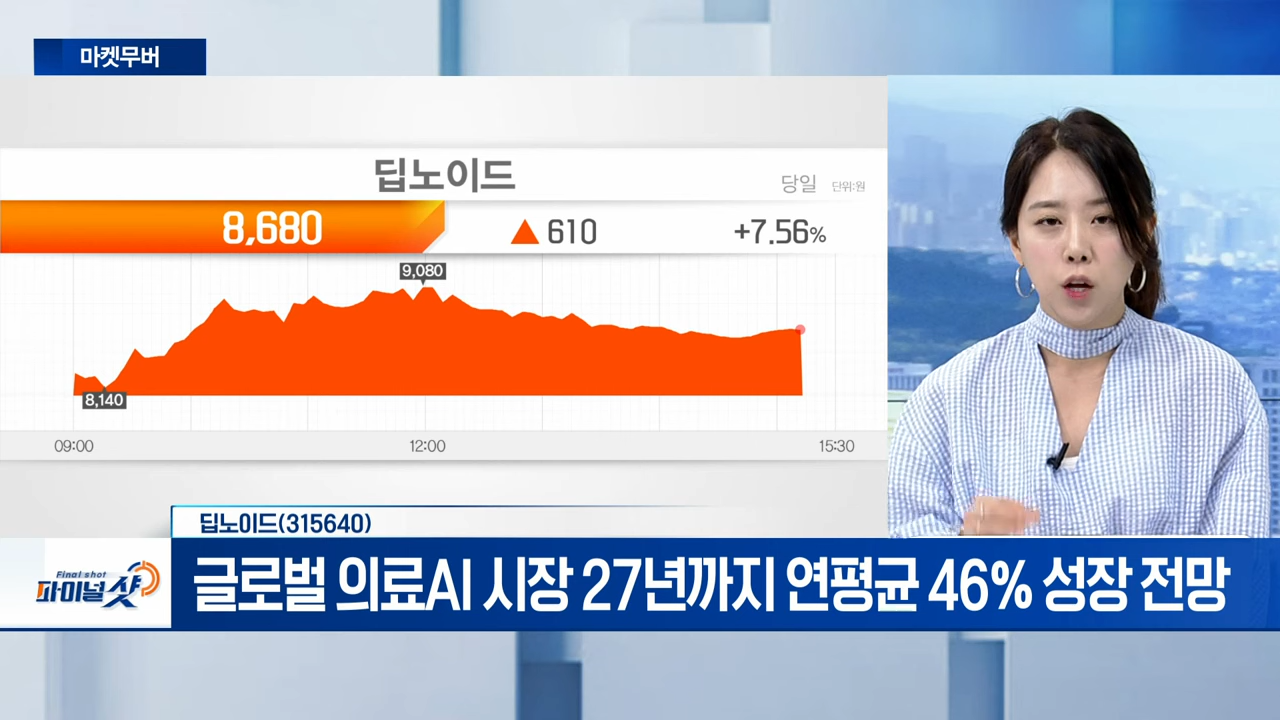 마켓무버
딥노이드
당일 단위:원
8,680 ▲ 610 +7.56%
9,080
8,140
09:00 12:00 15:30
딥노이드(315640)
Final shot
파이널샷
글로벌 의료AI 시장 27년까지 연평균 46% 성장 전망